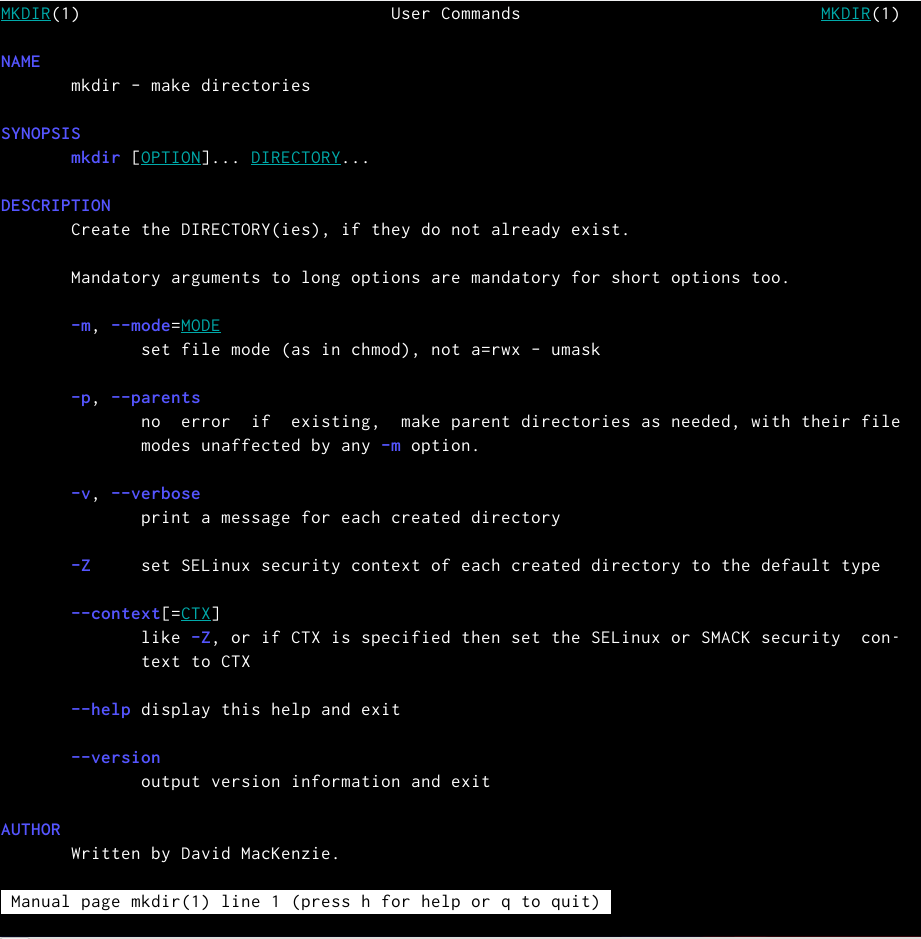 MKDIR(1) User Commands MKDIR(1)
NAME
mkdir - make directories
SYNOPSIS
mkdir [OPTION]... DIRECTORY...
DESCRIPTION
Create the DIRECTORY(ies), if they do not already exist.
Mandatory arguments to long options are mandatory for short options too.
-m, --mode=MODE
set file mode (as in chmod), not a=rwx - umask
-p, --parents
no error if existing, make parent directories as needed, with their file
modes unaffected by any -m option.
-v, --verbose
print a message for each created directory
-Z set SELinux security context of each created directory to the default type
--context[=CTX]
like -Z, or if CTX is specified then set the SELinux or SMACK security con-
text to CTX
--help display this help and exit
--version
output version information and exit
AUTHOR
Written by David MacKenzie.
Manual page mkdir(1) line 1 (press h for help or q to quit)